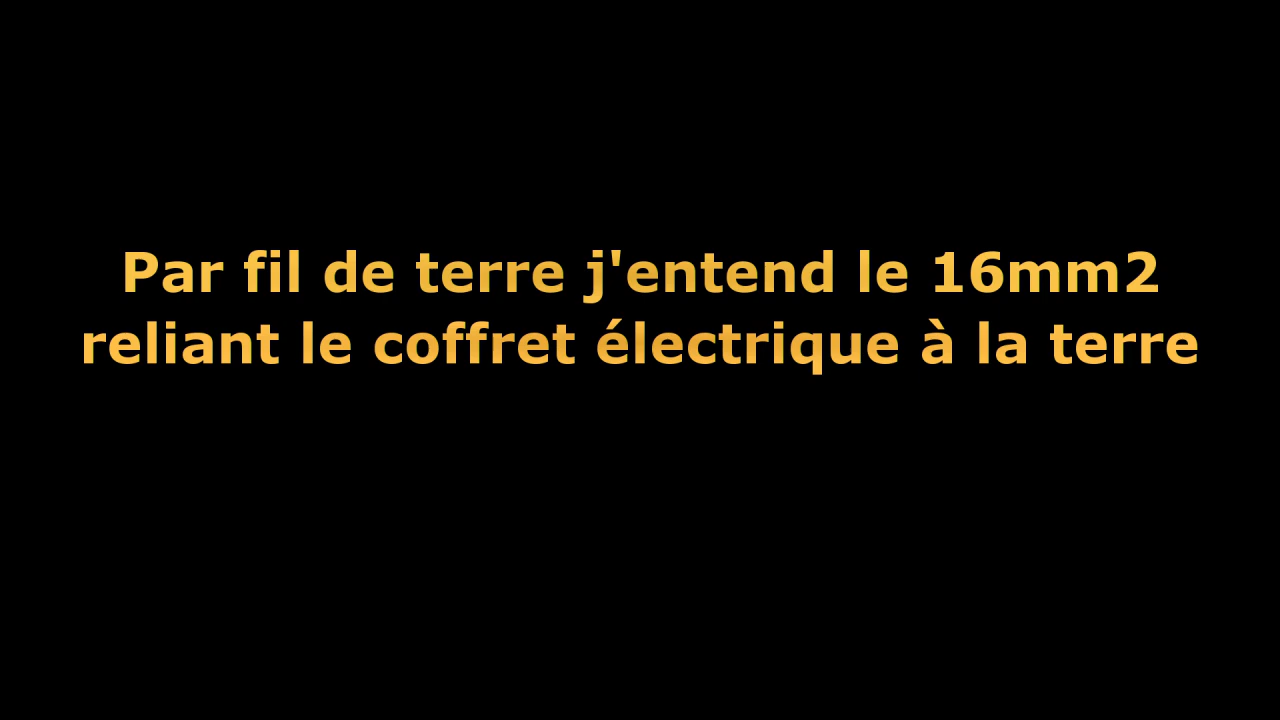 Par fil de terre j'entend le 16mm2
reliant le coffret électrique à la terre